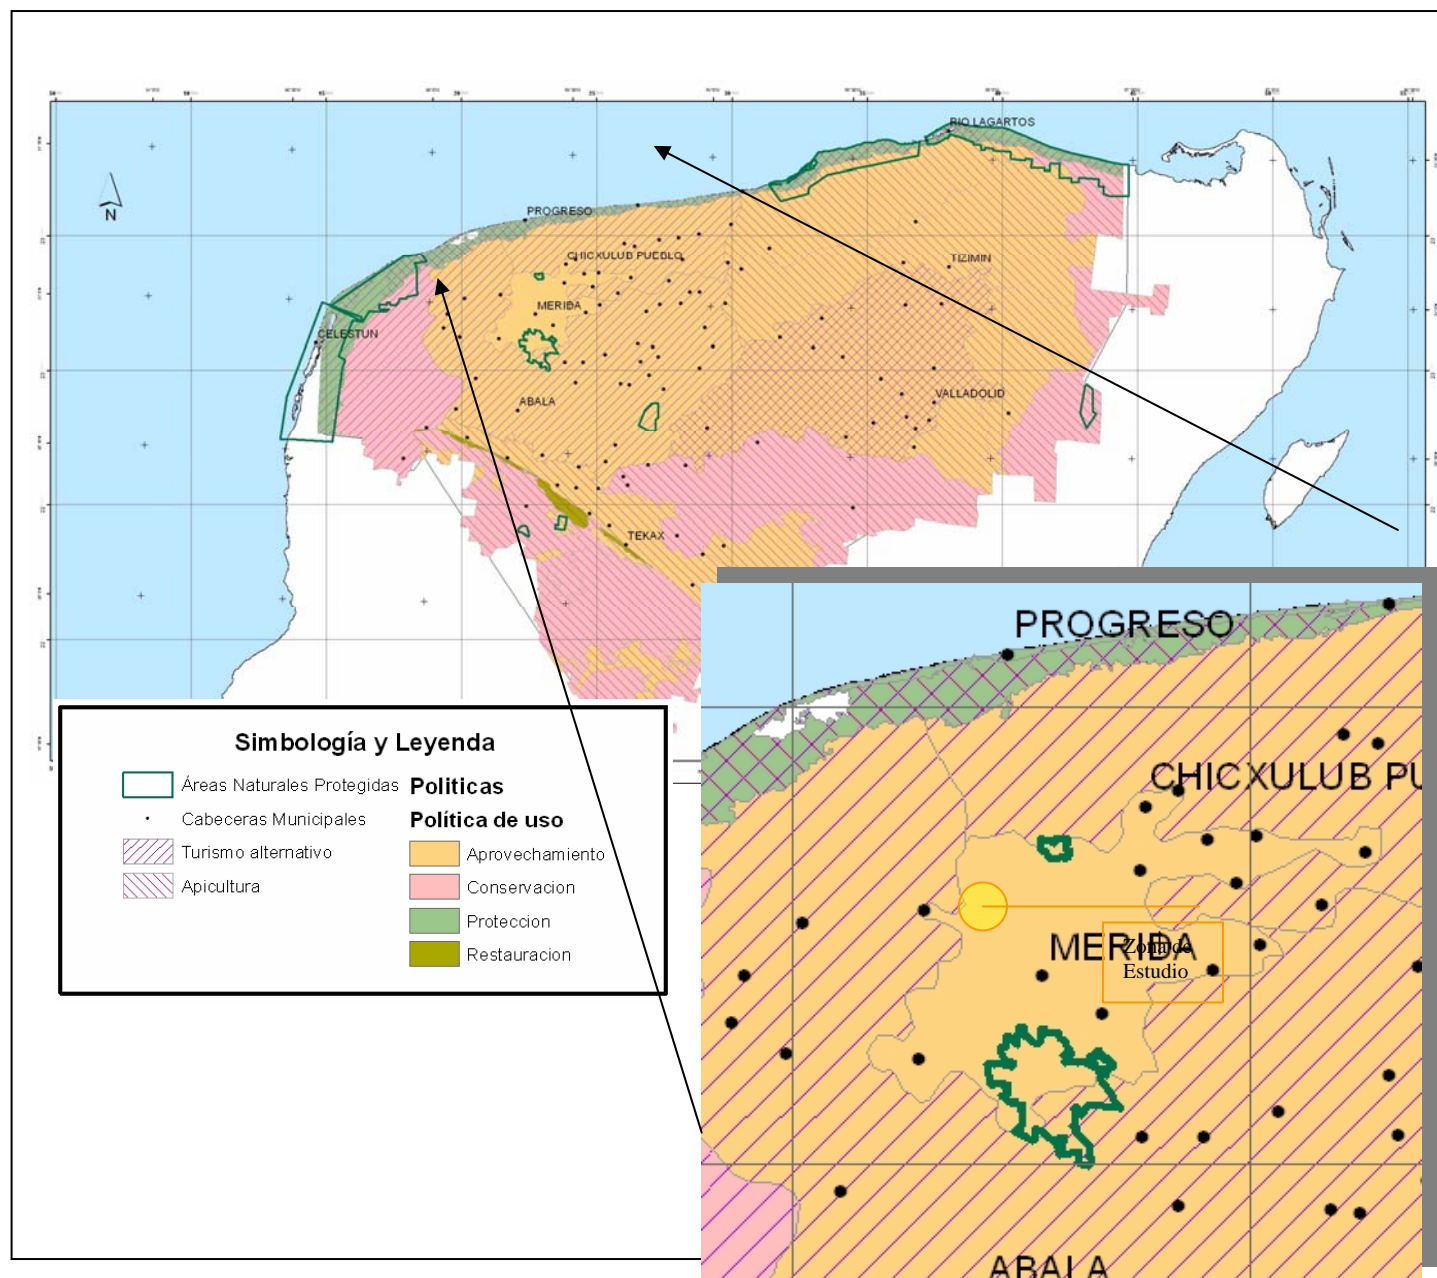 RIO LAGARTOS
PROGRESO
CHICXULUB PUEBLO
TIZIMIN
MERIDA
CELESTUN
VALLADOLID
ABALA
TEKAX
N
Simbología y Leyenda
Áreas Naturales Protegidas
Cabeceras Municipales
Turismo alternativo
Apicultura
Politicas
Política de uso
Aprovechamiento
Conservacion
Proteccion
Restauracion
PROGRESO
CHICXULUB PU
MERIDA
Zona de
Estudio
ABALA